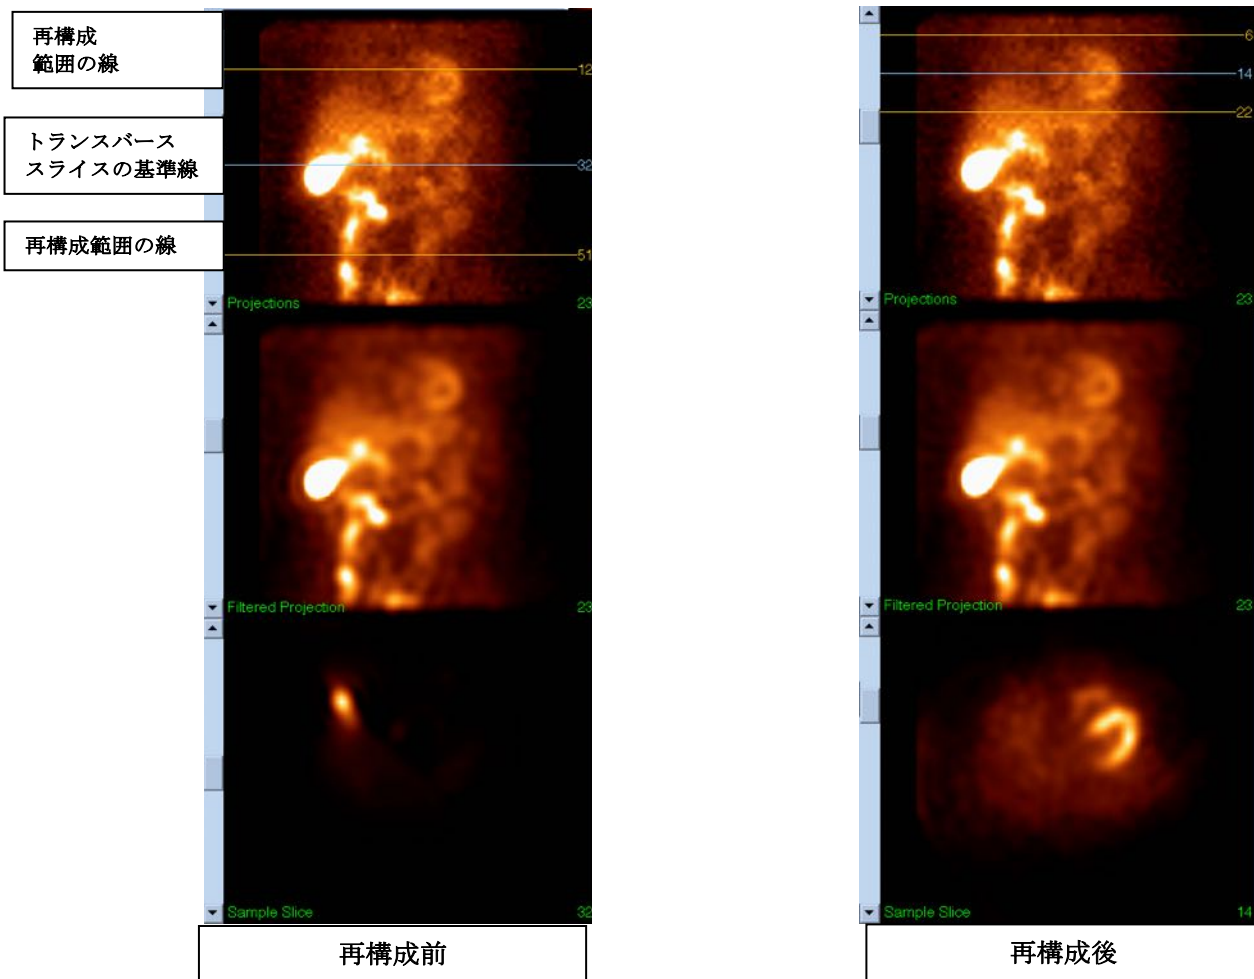 再構成
範囲の線
トランスバース
スライスの基準線
再構成範囲の線
12
32
51
Projections 23
Filtered Projection 23
Sample Slice 32
再構成前
6
14
22
Projections 23
Filtered Projection 23
Sample Slice 14
再構成後